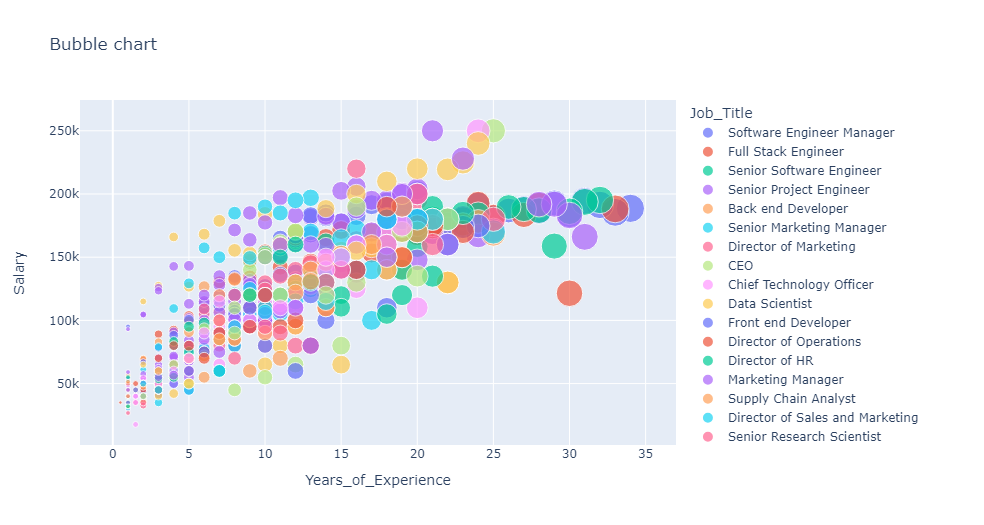 Bubble chart
250k
200k
150k
100k
50k
Salary
0 5 10 15 20 25 30 35
Years_of_Experience
Job_Title
Software Engineer Manager
Full Stack Engineer
Senior Software Engineer
Senior Project Engineer
Back end Developer
Senior Marketing Manager
Director of Marketing
CEO
Chief Technology Officer
Data Scientist
Front end Developer
Director of Operations
Director of HR
Marketing Manager
Supply Chain Analyst
Director of Sales and Marketing
Senior Research Scientist